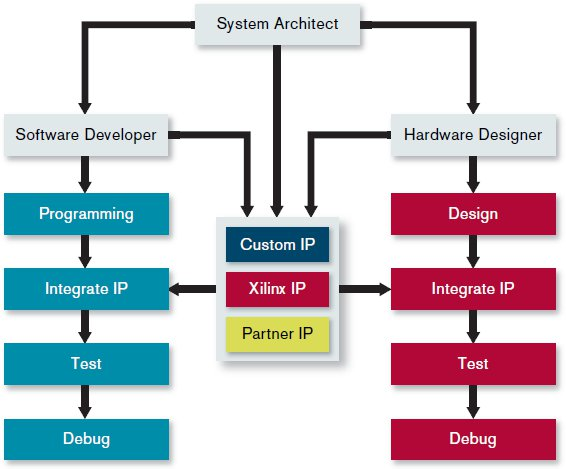 System Architect
Software Developer
Hardware Designer
Programming
Design
Custom IP
Integrate IP
Xilinx IP
Integrate IP
Partner IP
Test
Test
Debug
Debug